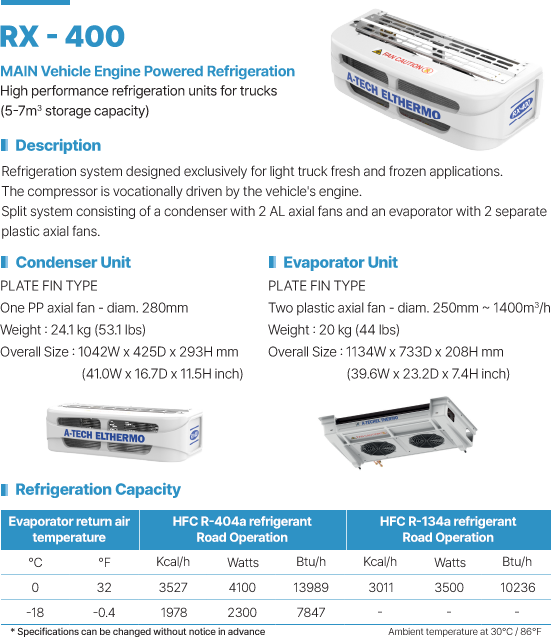 RX - 400
MAIN Vehicle Engine Powered Refrigeration
High performance refrigeration units for trucks
(5-7m³ storage capacity)
FAN CAUTION
A-TECH ELTHERMO
RX-400
Description
Refrigeration system designed exclusively for light truck fresh and frozen applications.
The compressor is vocationally driven by the vehicle's engine.
Split system consisting of a condenser with 2 AL axial fans and an evaporator with 2 separate
plastic axial fans.
Condenser Unit
PLATE FIN TYPE
One PP axial fan - diam. 280mm
Weight : 24.1 kg (53.1 lbs)
Overall Size : 1042W x 425D x 293H mm
(41.0W x 16.7D x 11.5H inch)
A-TECH ELTHERMO
Evaporator Unit
PLATE FIN TYPE
Two plastic axial fan - diam. 250mm ~ 1400m³/h
Weight : 20 kg (44 lbs)
Overall Size : 1134W x 733D x 208H mm
(39.6W x 23.2D x 7.4H inch)
Refrigeration Capacity
Evaporator return air temperature HFC R-404a refrigerant Road Operation HFC R-134a refrigerant Road Operation
°C °F Kcal/h Watts Btu/h Kcal/h Watts Btu/h
0 32 3527 4100 13989 3011 3500 10236
-18 -0.4 1978 2300 7847 - - -
* Specifications can be changed without notice in advance Ambient temperature at 30°C / 86°F